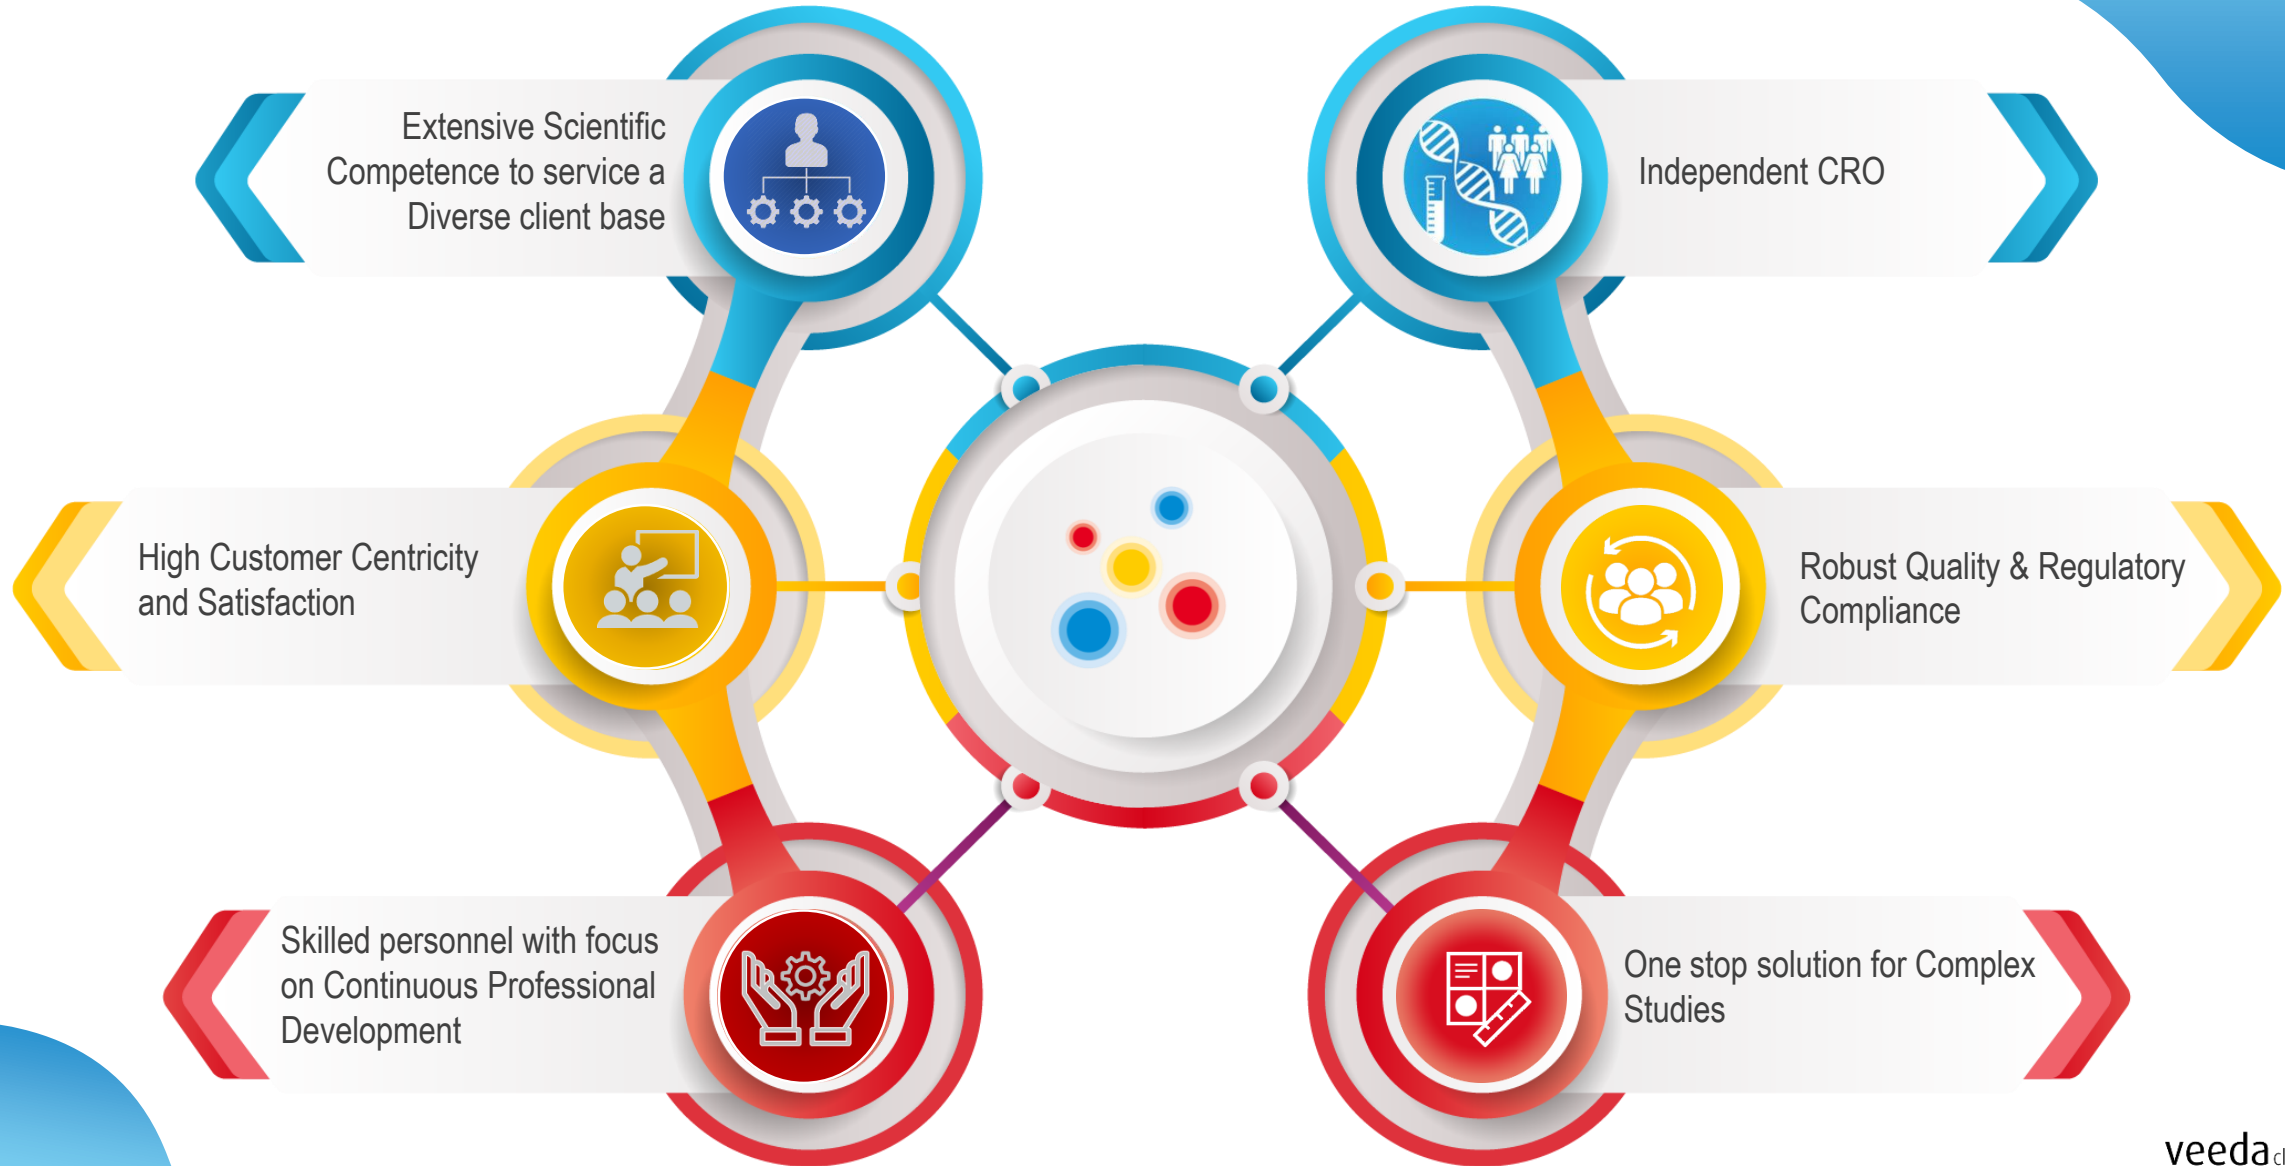 Extensive Scientific
Competence to service a
Diverse client base
Independent CRO
High Customer Centricity
and Satisfaction
Robust Quality & Regulatory
Compliance
Skilled personnel with focus
on Continuous Professional
Development
One stop solution for Complex
Studies
veeda